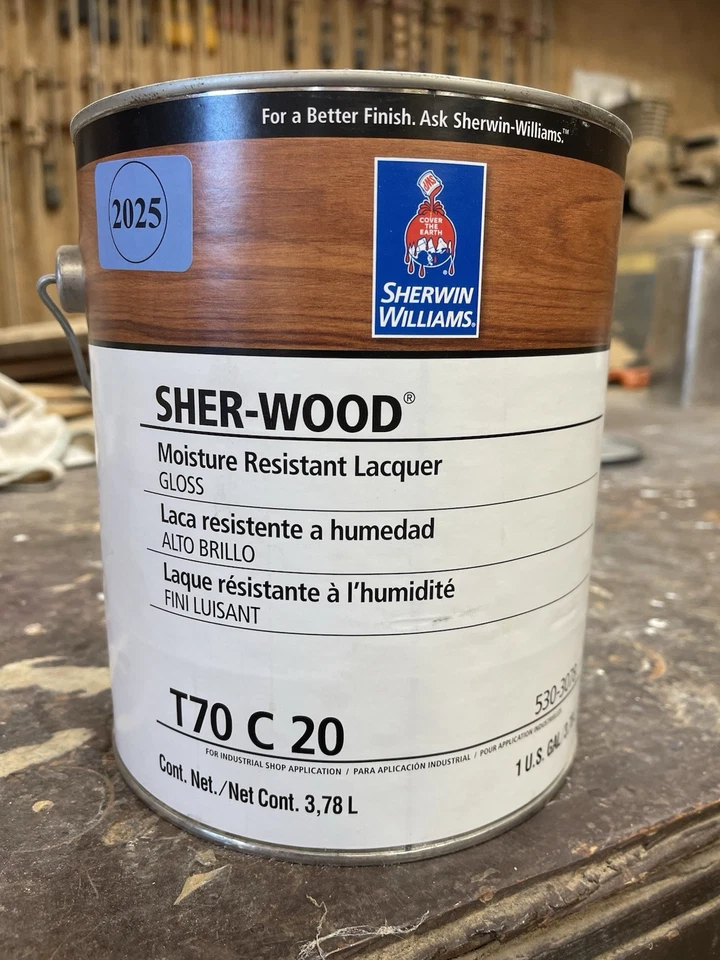 For a Better Finish. Ask Sherwin-Williams.™
2025
SWP
COVER
THE
EARTH
®
SHERWIN
WILLIAMS®
SHER-WOOD®
Moisture Resistant Lacquer
GLOSS
Laca resistente a humedad
ALTO BRILLO
Laque résistante à l'humidité
FINI LUISANT
T70 C 20
FOR INDUSTRIAL SHOP APPLICATION / PARA APLICACIÓN INDUSTRIAL / POUR APPLICATION INDUSTRIELLE
Cont. Net./Net Cont. 3,78 L
1 U.S. GAL/